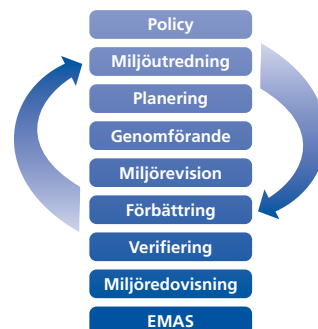 Policy
Miljöutredning
Planering
Genomförande
Miljörevision
Förbättring
Verifiering
Miljöredovisning
EMAS